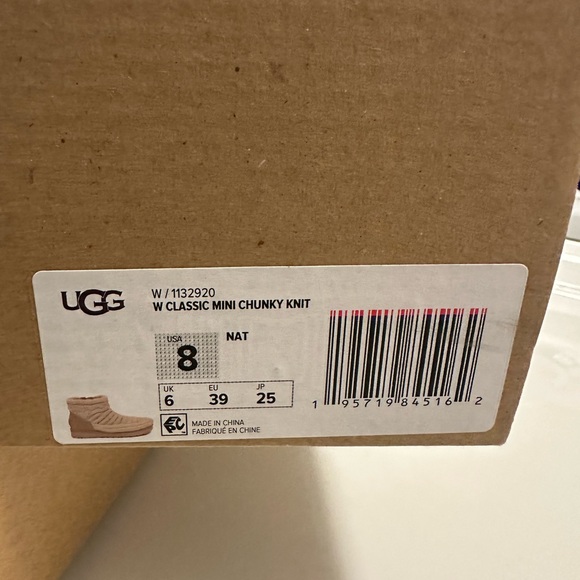 UGG
W / 1132920
W CLASSIC MINI CHUNKY KNIT
USA
8
NAT
UK EU JP
6 39 25
MADE IN CHINA
FABRIQUÉ EN CHINE
1 95719 84516 2